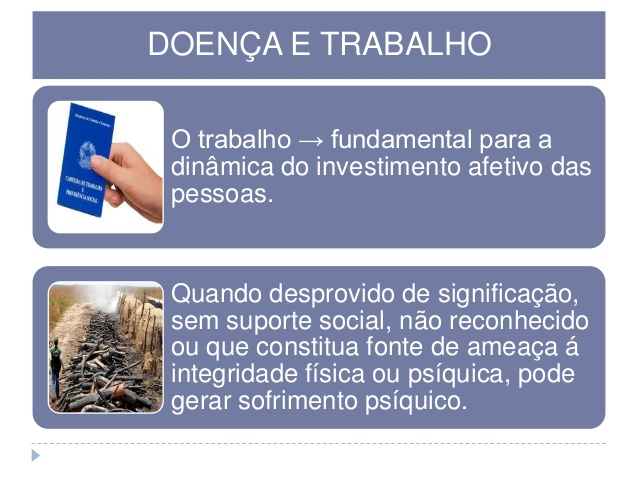 DOENÇA E TRABALHO
O trabalho → fundamental para a
dinâmica do investimento afetivo das
pessoas.
CARTEIRA DE TRABALHO
E
PREVIDÊNCIA SOCIAL
Quando desprovido de significação,
sem suporte social, não reconhecido
ou que constitua fonte de ameaça á
integridade física ou psíquica, pode
gerar sofrimento psíquico.